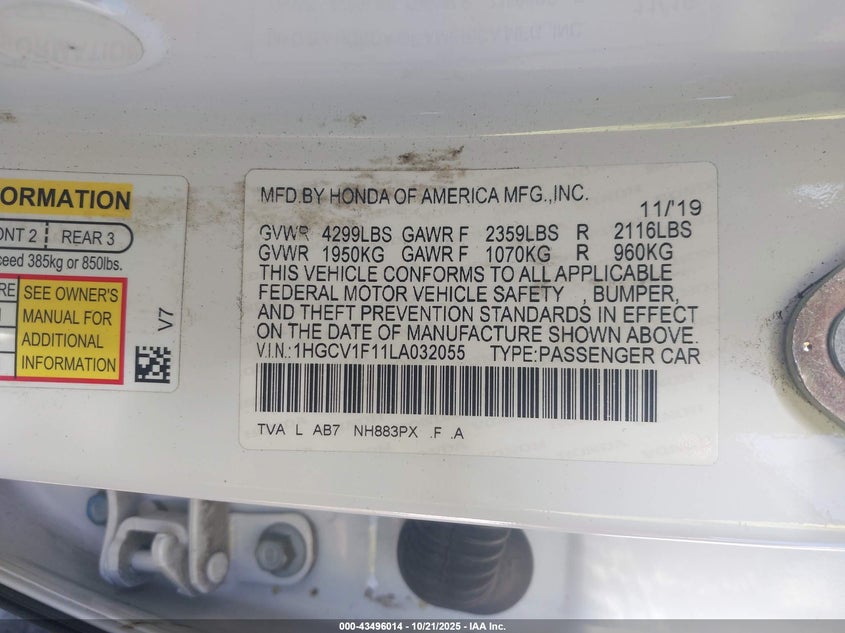 ORMATION
ONT 2 REAR 3
ceed 385kg or 850lbs.
RE
SEE OWNER'S
MANUAL FOR
ADDITIONAL
INFORMATION
V7
MFD.BY HONDA OF AMERICA MFG.,INC.
11/'19
GVWR 4299LBS GAWR F 2359LBS R 2116LBS
GVWR 1950KG GAWR F 1070KG R 960KG
THIS VEHICLE CONFORMS TO ALL APPLICABLE
FEDERAL MOTOR VEHICLE SAFETY , BUMPER,
AND THEFT PREVENTION STANDARDS IN EFFECT
ON THE DATE OF MANUFACTURE SHOWN ABOVE.
V.I.N.:1HGCV1F11LA032055 TYPE:PASSENGER CAR
TVA L AB7 NH883PX .F .A
000-43496014 - 10/21/2025 - IAA Inc.